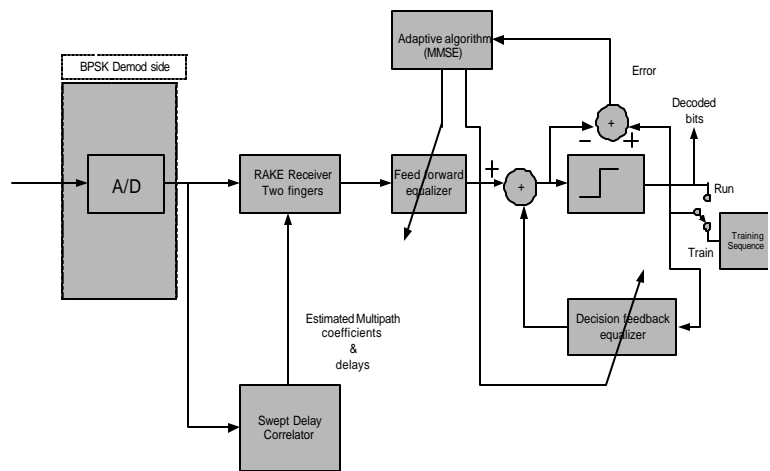 Adaptive algorithm
(MMSE)
BPSK Demod side
Error
Decoded
bits
+
− +
A/D
RAKE Receiver
Two fingers
Feed forward
equalizer
+
+
Run
Training
Sequence
Train
Estimated Multipath
coefficients
&
delays
Decision feedback
equalizer
Swept Delay
Correlator